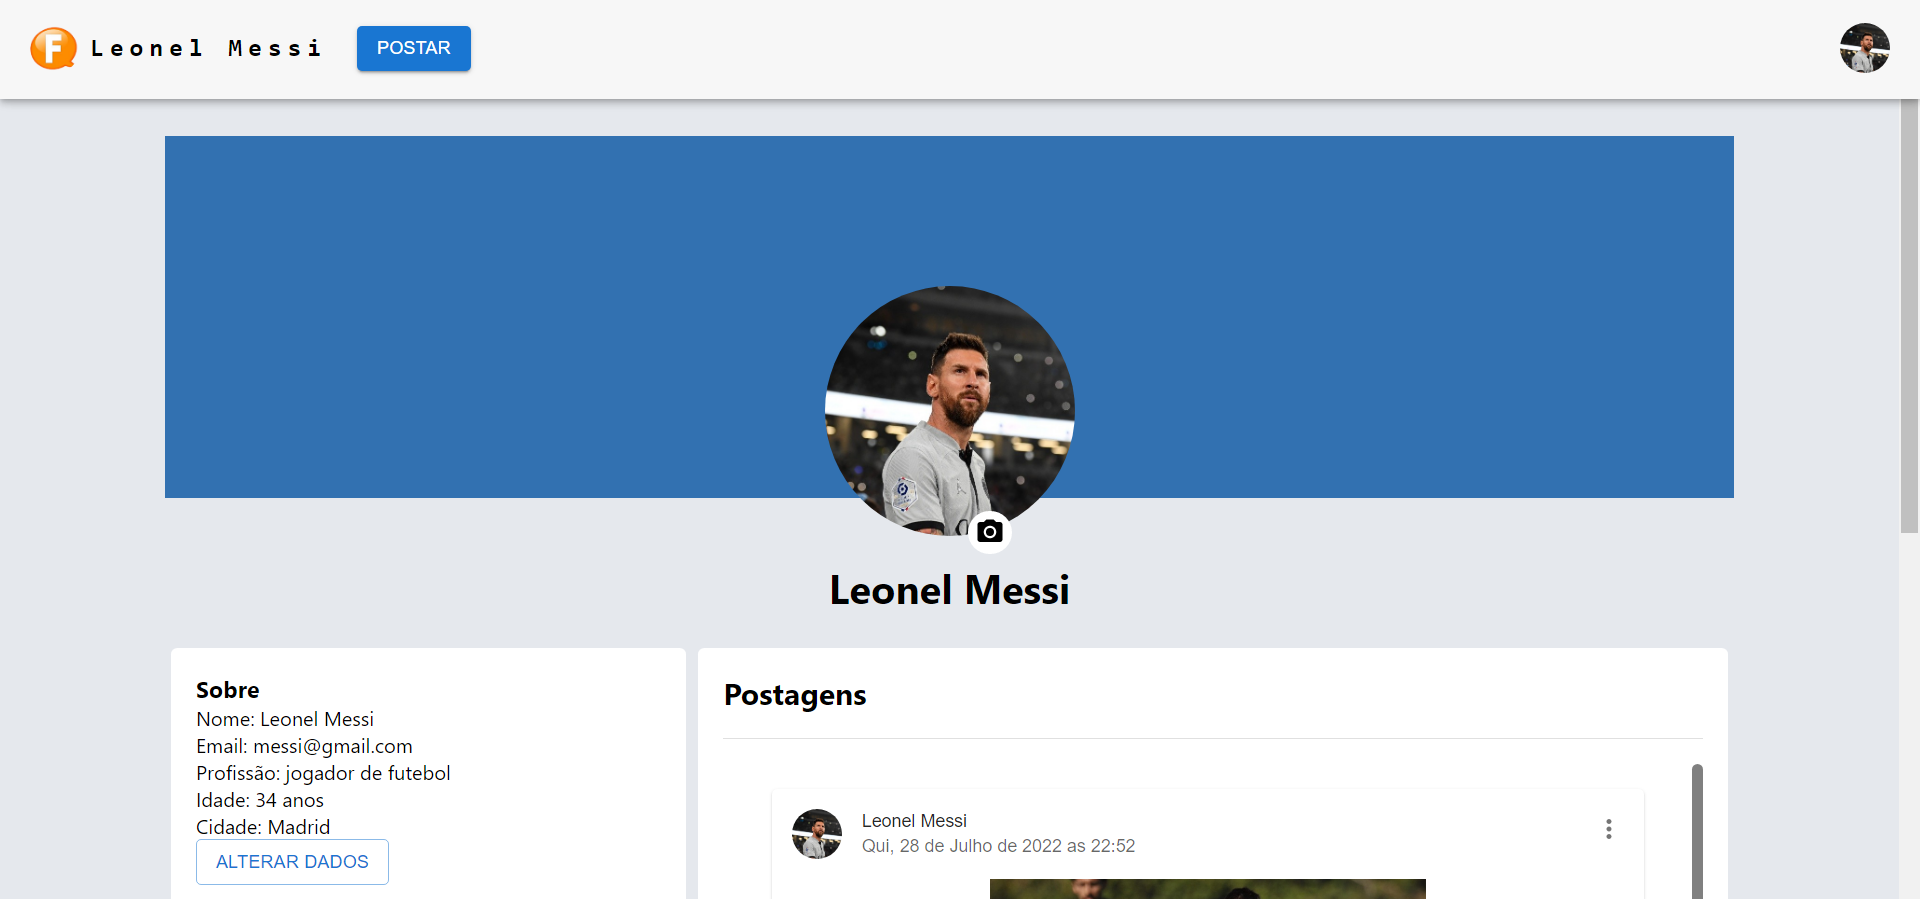 F Leonel Messi POSTAR
Leonel Messi
Sobre
Nome: Leonel Messi
Email: messi@gmail.com
Profissão: jogador de futebol
Idade: 34 anos
Cidade: Madrid
ALTERAR DADOS
Postagens
Leonel Messi
Qui, 28 de Julho de 2022 as 22:52